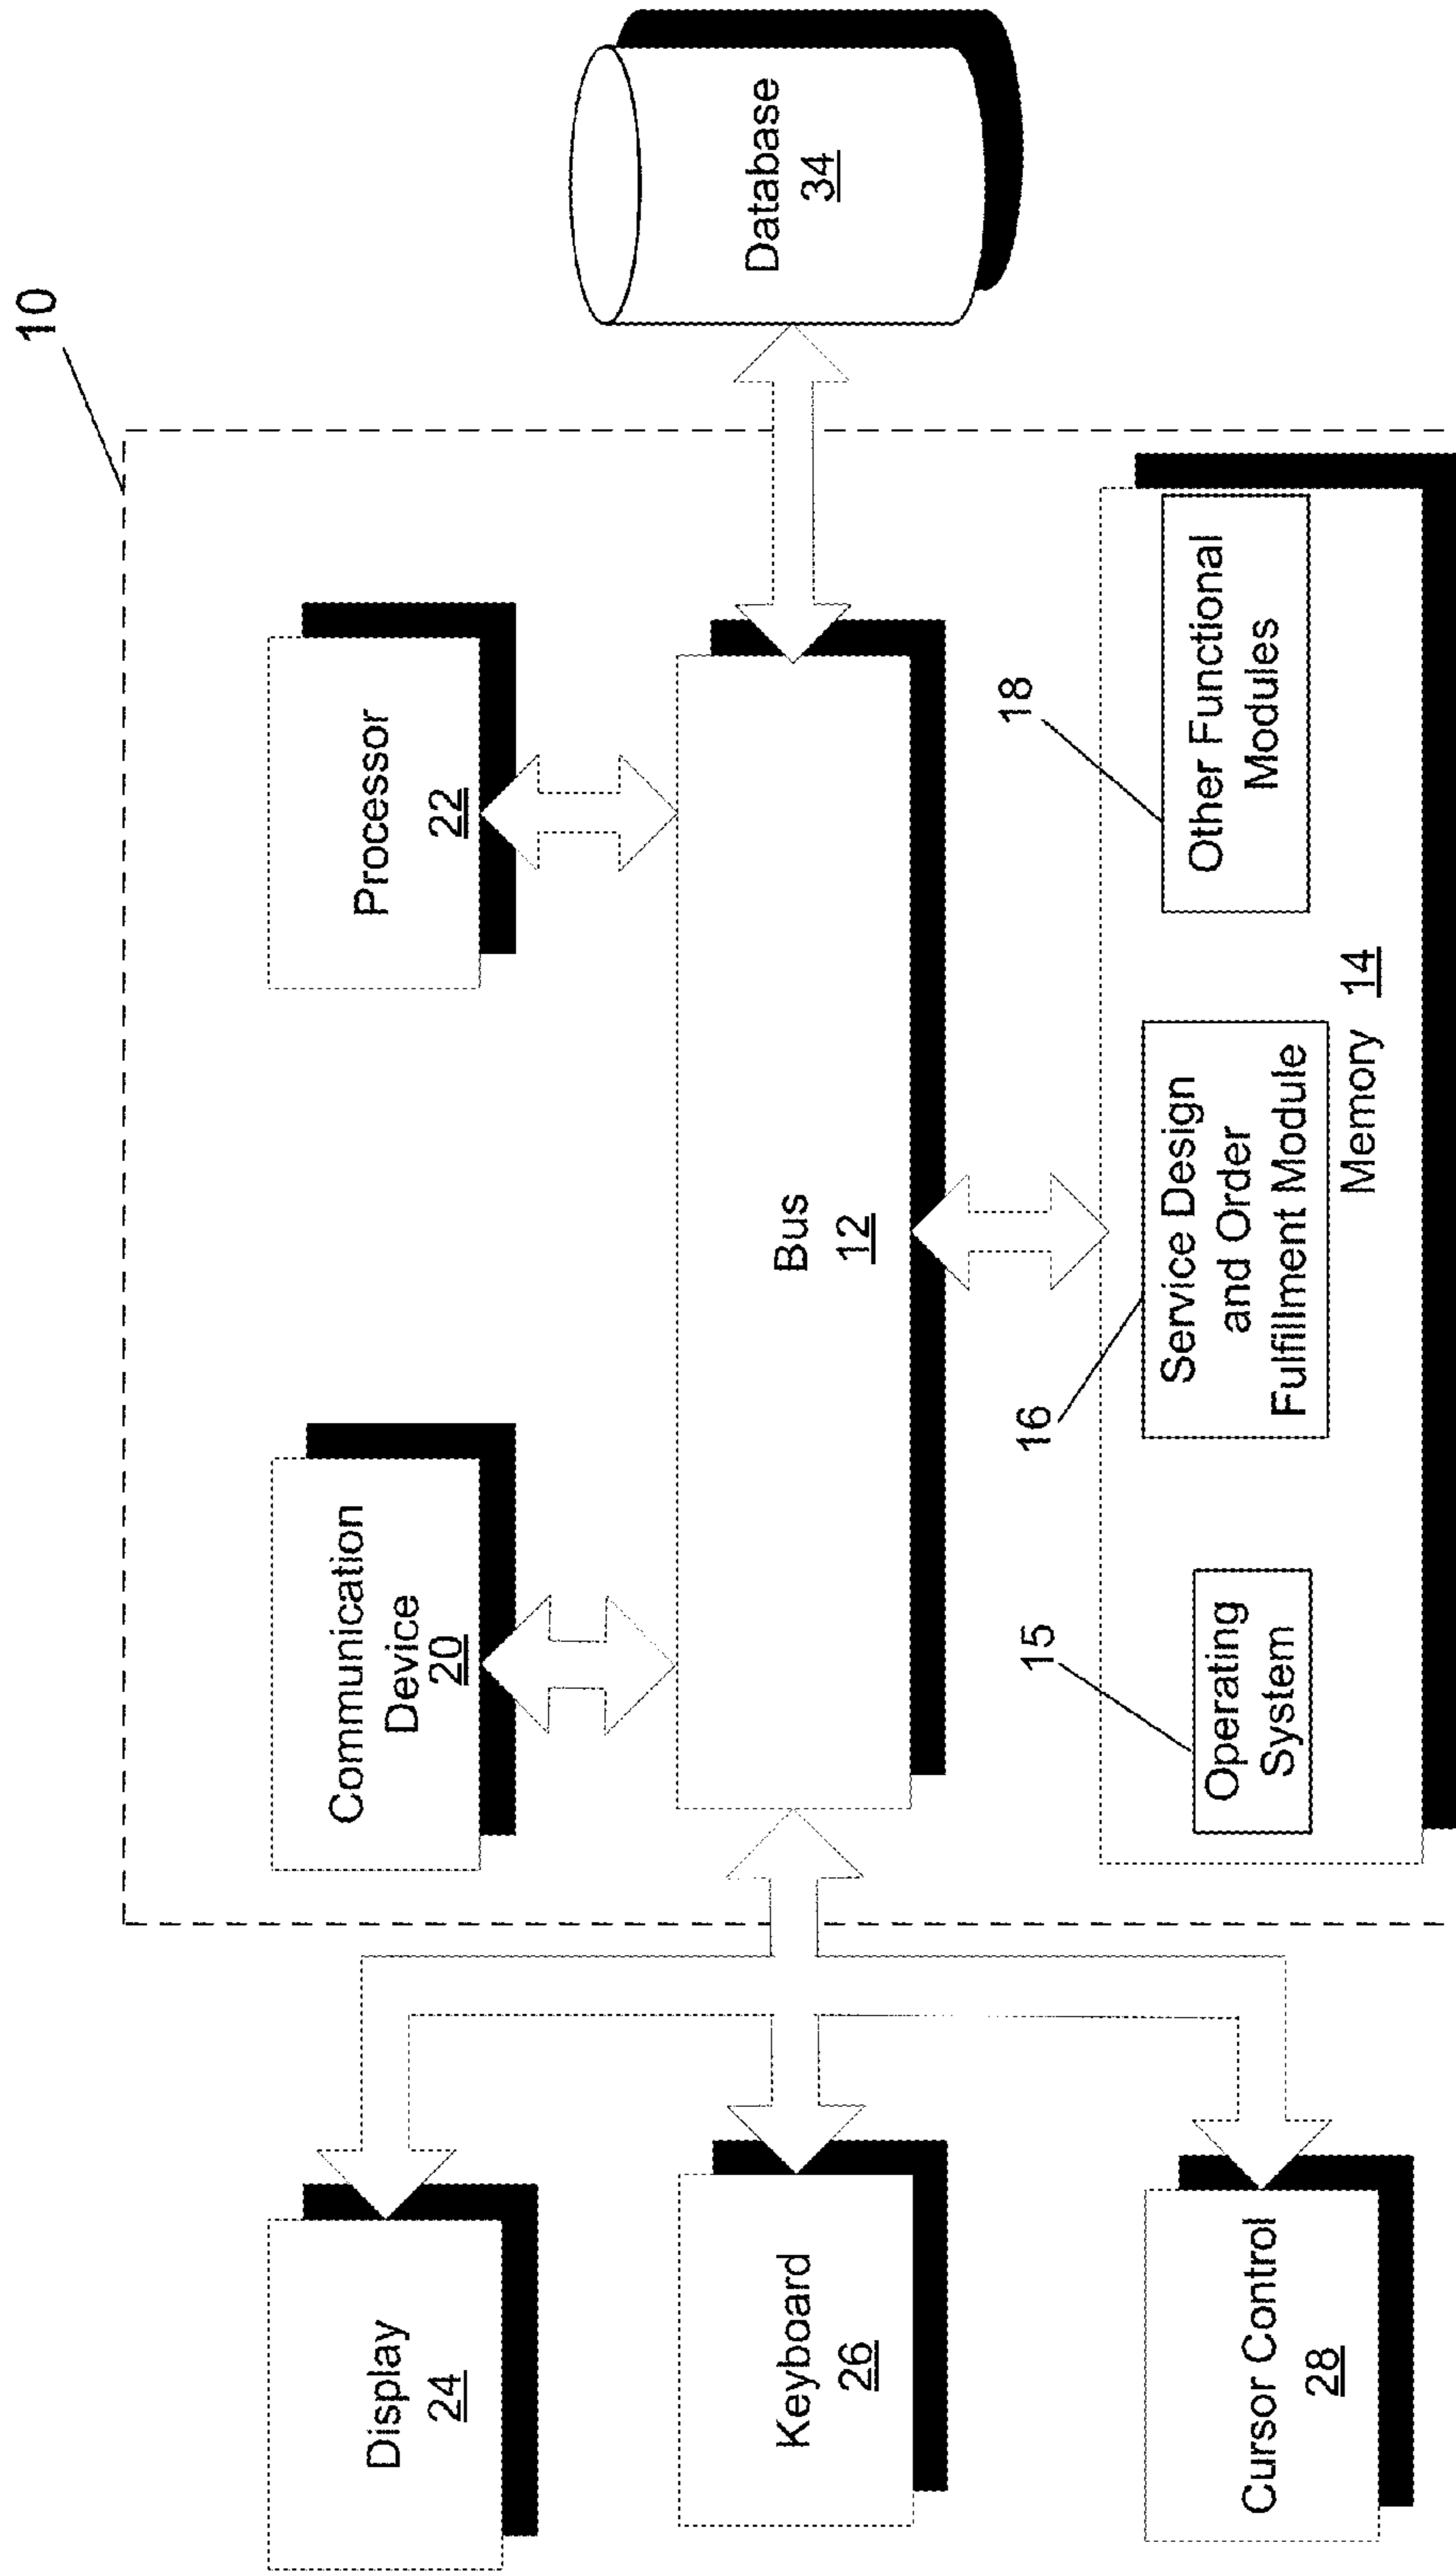 10
Communication
Device
20
Processor
22
Display
24
Bus
12
Database
34
Keyboard
26
15
16
18
Operating
System
Service Design
and Order
Fulfillment Module
Other Functional
Modules
Memory 14
Cursor Control
28